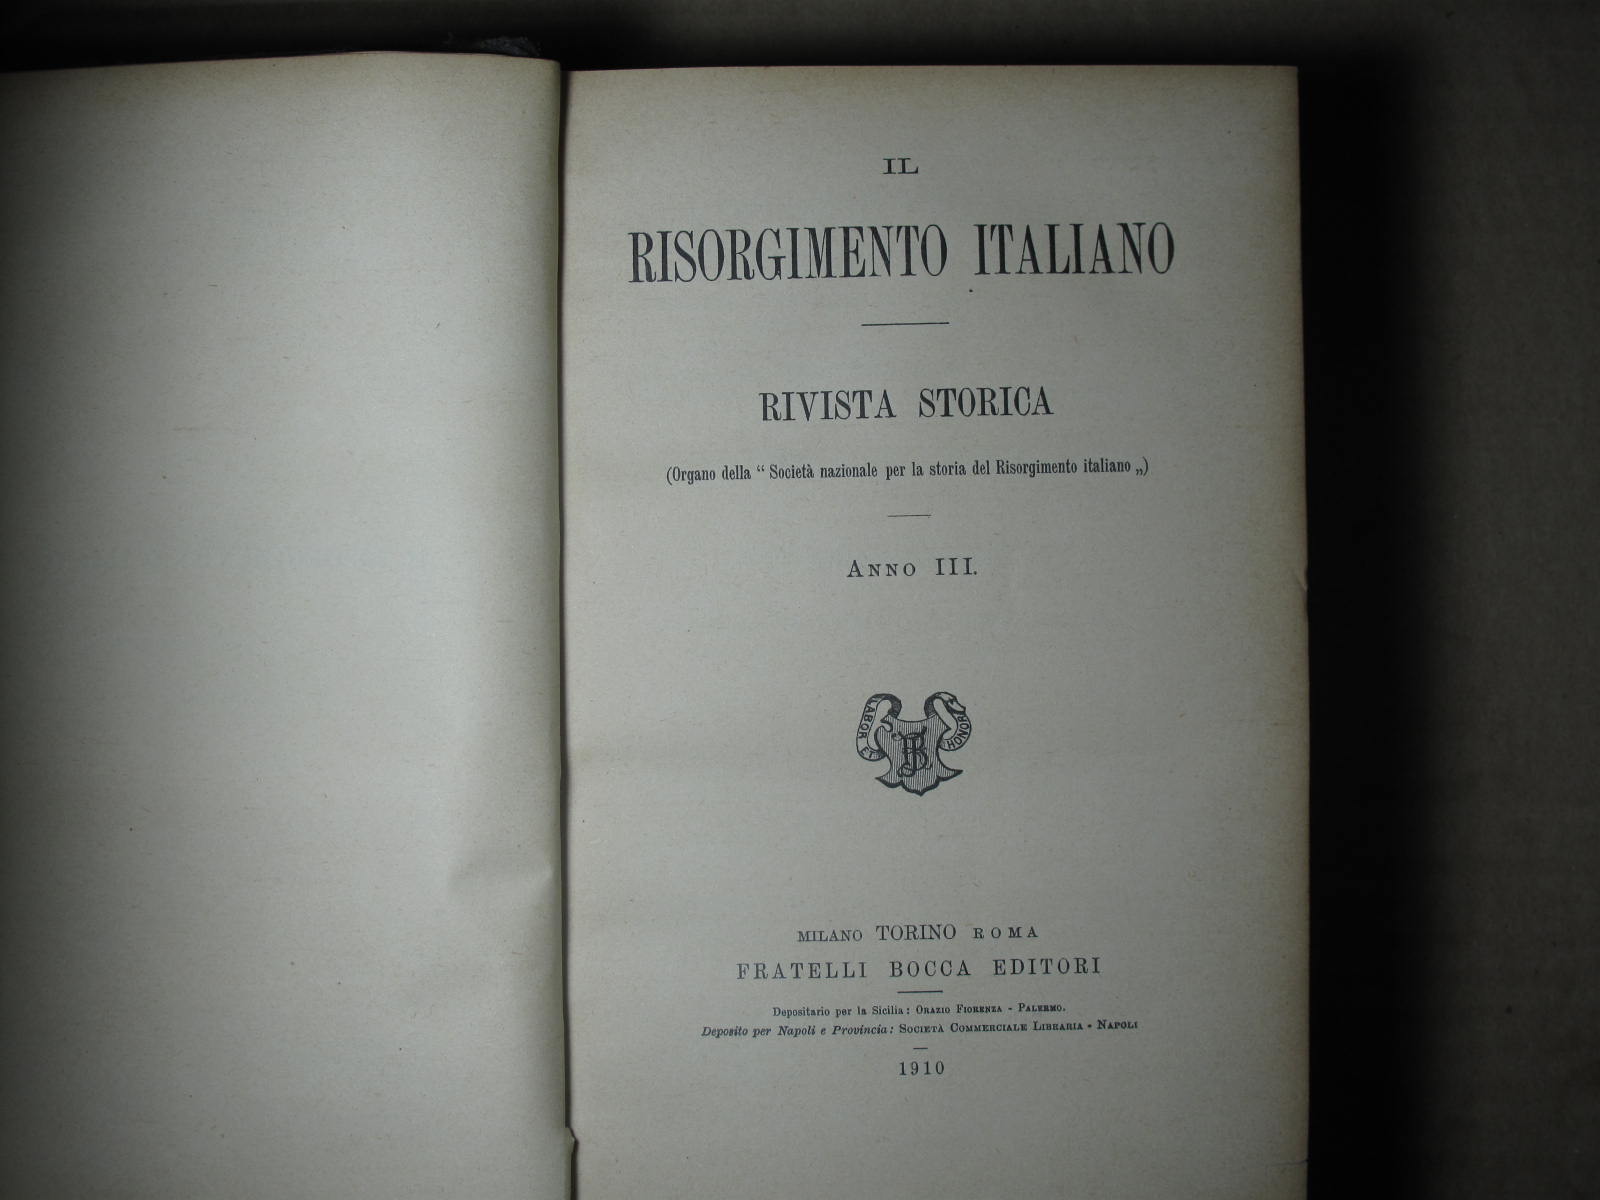 IL
RISORGIMENTO ITALIANO
RIVISTA STORICA
(Organo della “ Società nazionale per la storia del Risorgimento italiano „)
ANNO III.
LABOR ET HONOR
FB
MILANO TORINO ROMA
FRATELLI BOCCA EDITORI
Depositario per la Sicilia: ORAZIO FIORENZA - PALERMO.
Deposito per Napoli e Provincia: SOCIETÀ COMMERCIALE LIBRARIA - NAPOLI
1910